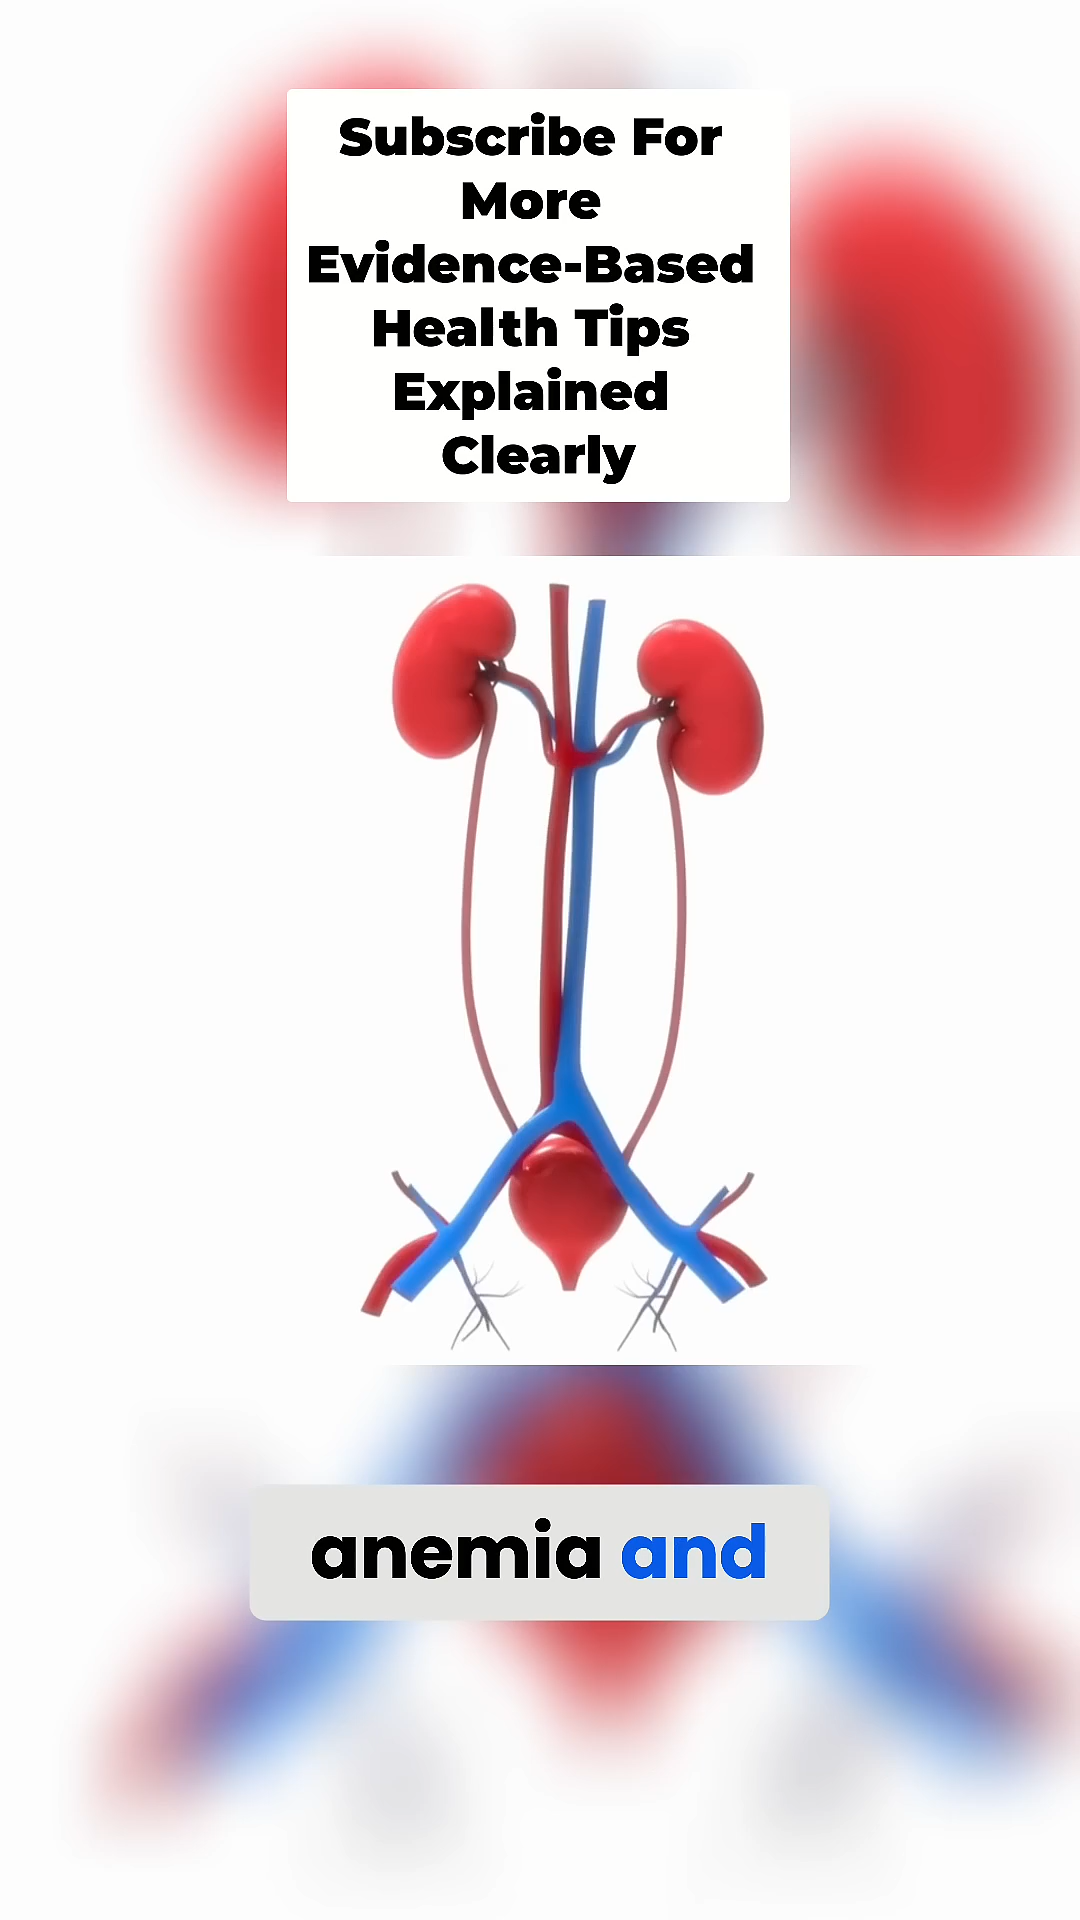 Subscribe For
More
Evidence-Based
Health Tips
Explained
Clearly
anemia and